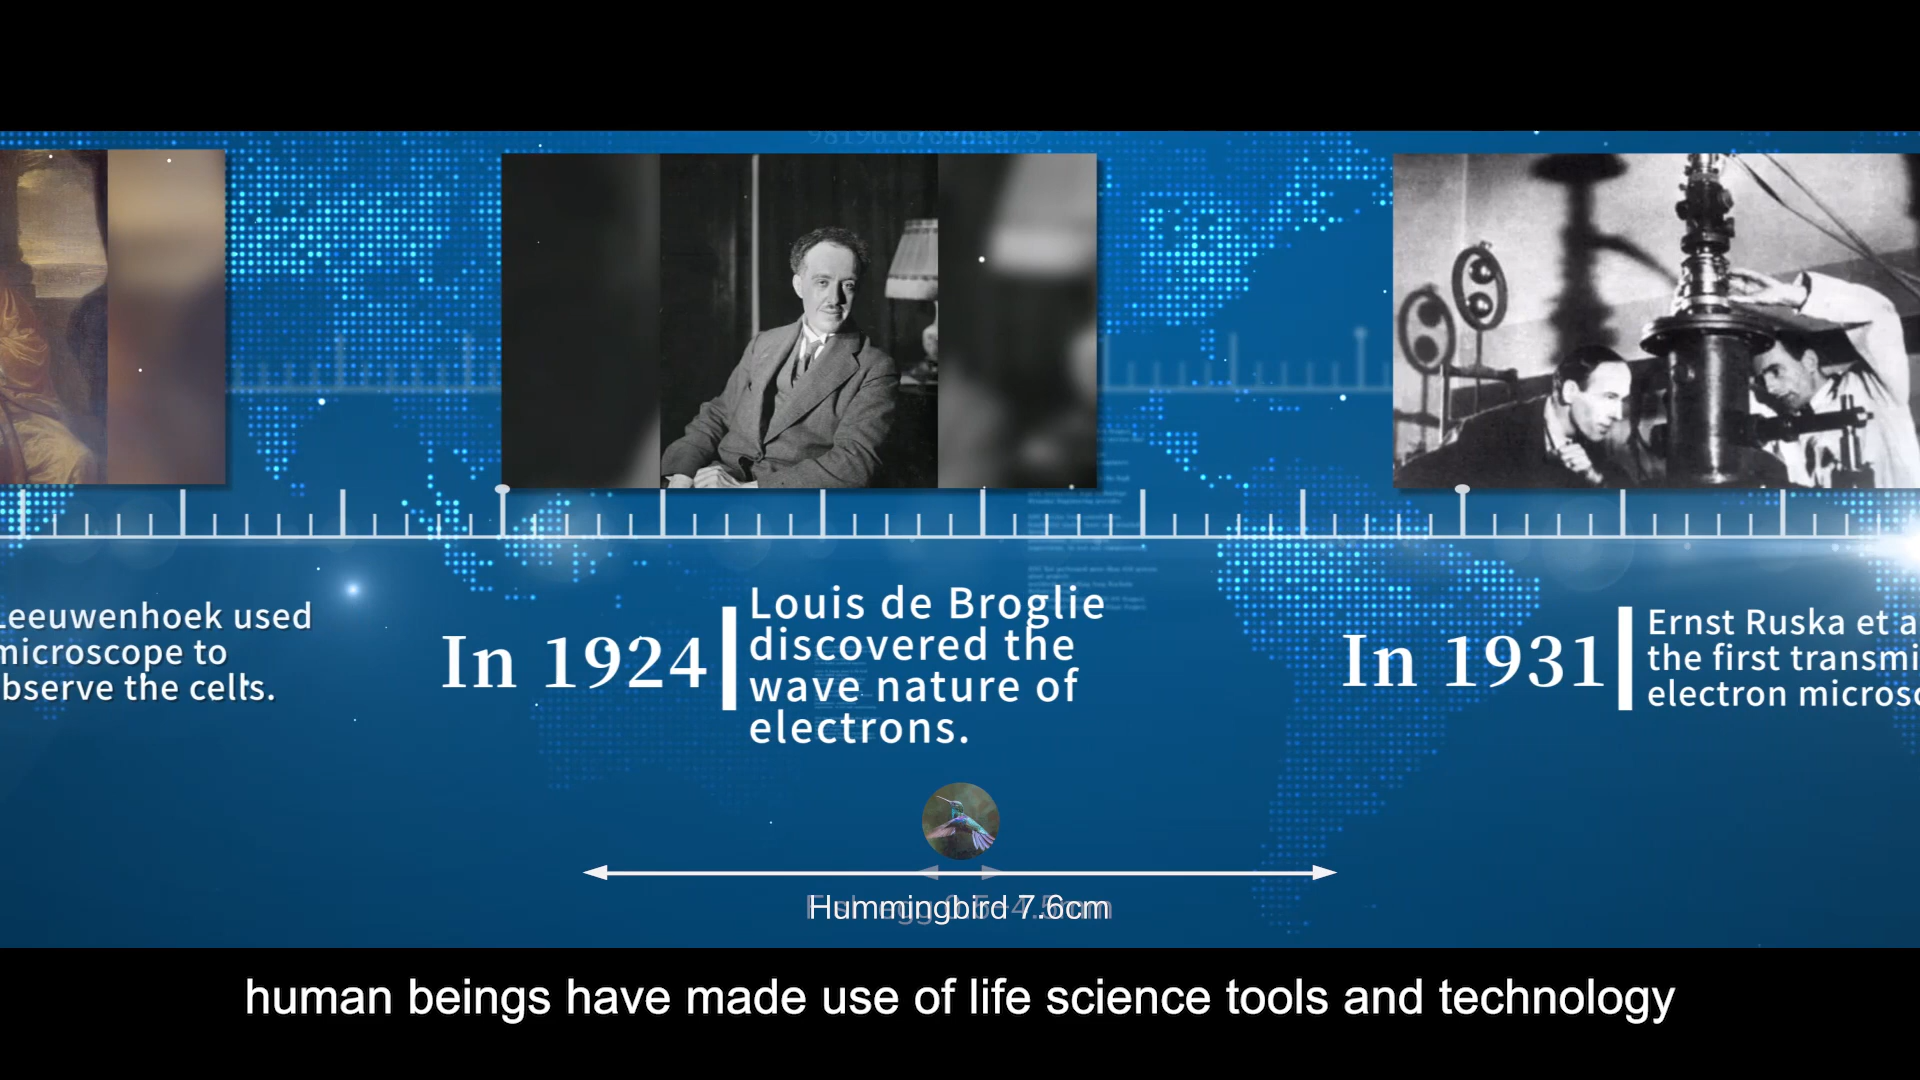 Leeuwenhoek used
microscope to
bserve the cells.
In 1924
Louis de Broglie
discovered the
wave nature of
electrons.
In 1931
Ernst Ruska et a
the first transmi
electron microsc
Hummingbird 7.6cm
human beings have made use of life science tools and technology